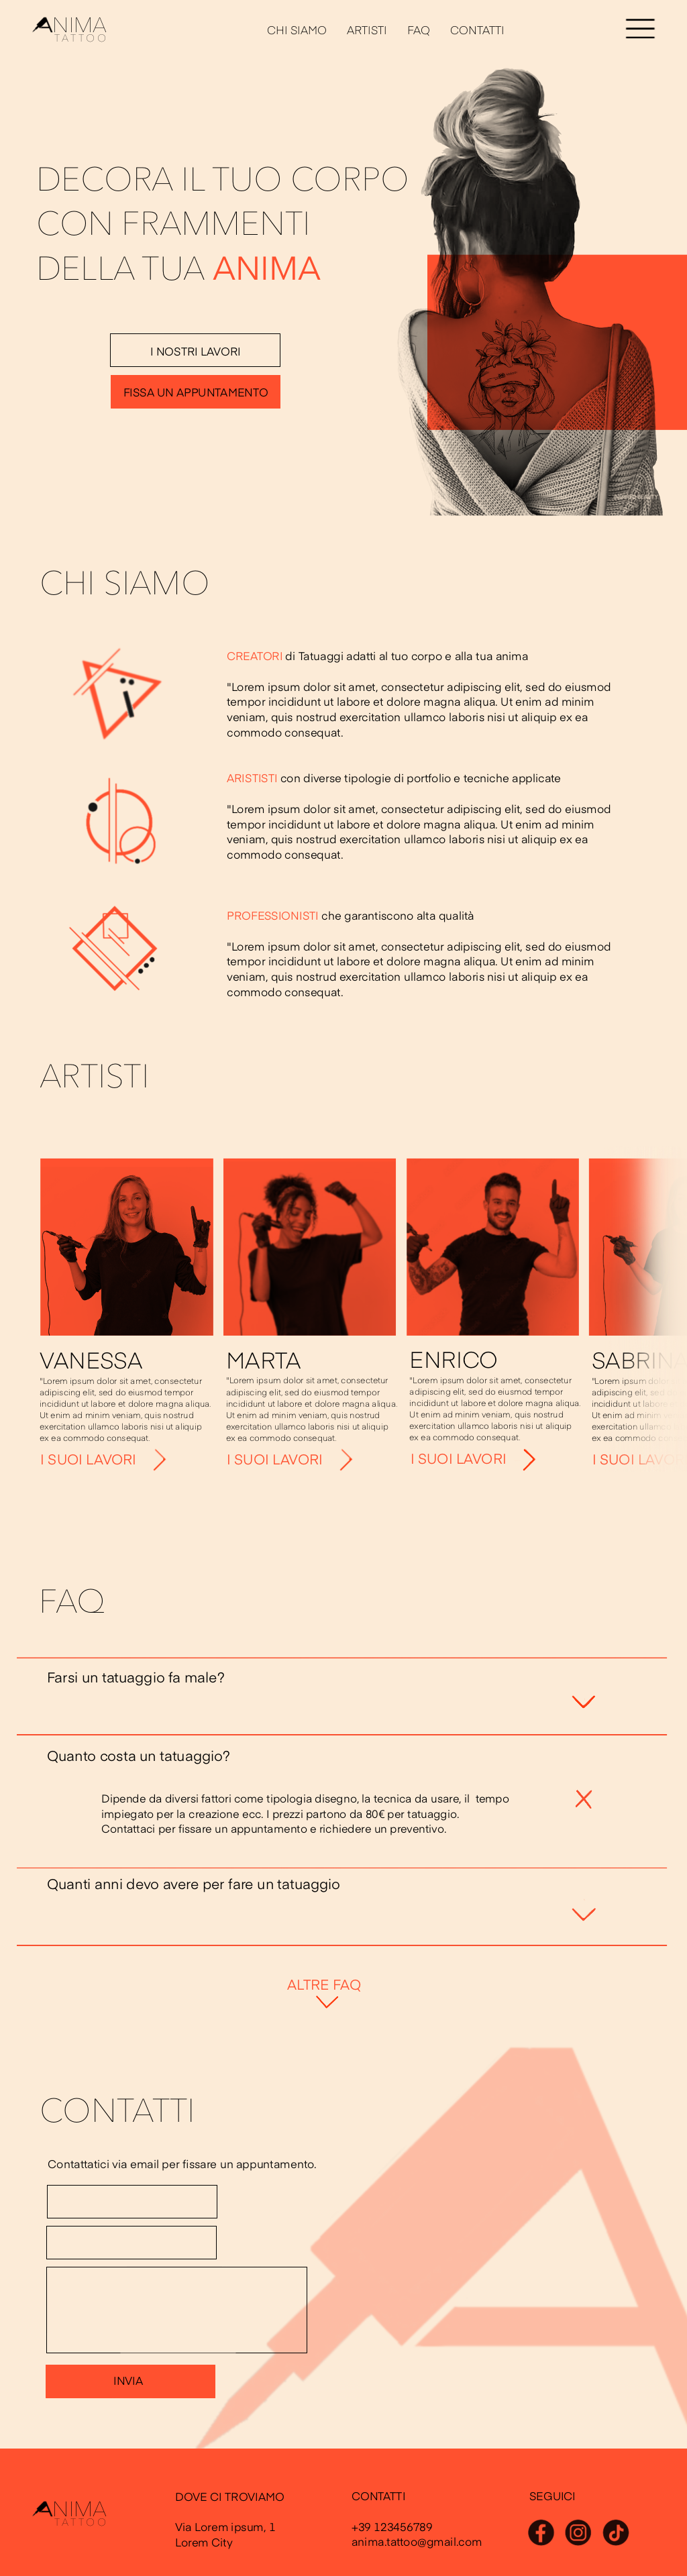 ANIMA
TATTOO
CHI SIAMO ARTISTI FAQ CONTATTI
DECORA IL TUO CORPO
CON FRAMMENTI
DELLA TUA ANIMA
I NOSTRI LAVORI
FISSA UN APPUNTAMENTO
CHI SIAMO
CREATORI di Tatuaggi adatti al tuo corpo e alla tua anima
"Lorem ipsum dolor sit amet, consectetur adipiscing elit, sed do eiusmod
tempor incididunt ut labore et dolore magna aliqua. Ut enim ad minim
veniam, quis nostrud exercitation ullamco laboris nisi ut aliquip ex ea
commodo consequat.
ARISTISTI con diverse tipologie di portfolio e tecniche applicate
"Lorem ipsum dolor sit amet, consectetur adipiscing elit, sed do eiusmod
tempor incididunt ut labore et dolore magna aliqua. Ut enim ad minim
veniam, quis nostrud exercitation ullamco laboris nisi ut aliquip ex ea
commodo consequat.
PROFESSIONISTI che garantiscono alta qualità
"Lorem ipsum dolor sit amet, consectetur adipiscing elit, sed do eiusmod
tempor incididunt ut labore et dolore magna aliqua. Ut enim ad minim
veniam, quis nostrud exercitation ullamco laboris nisi ut aliquip ex ea
commodo consequat.
ARTISTI
VANESSA
"Lorem ipsum dolor sit amet, consectetur
adipiscing elit, sed do eiusmod tempor
incididunt ut labore et dolore magna aliqua.
Ut enim ad minim veniam, quis nostrud
exercitation ullamco laboris nisi ut aliquip
ex ea commodo consequat.
I SUOI LAVORI
MARTA
"Lorem ipsum dolor sit amet, consectetur
adipiscing elit, sed do eiusmod tempor
incididunt ut labore et dolore magna aliqua.
Ut enim ad minim veniam, quis nostrud
exercitation ullamco laboris nisi ut aliquip
ex ea commodo consequat.
I SUOI LAVORI
ENRICO
"Lorem ipsum dolor sit amet, consectetur
adipiscing elit, sed do eiusmod tempor
incididunt ut labore et dolore magna aliqua.
Ut enim ad minim veniam, quis nostrud
exercitation ullamco laboris nisi ut aliquip
ex ea commodo consequat.
I SUOI LAVORI
SABRINA
"Lorem ipsum dolor
adipiscing elit, sed
incididunt ut labore
Ut enim ad minim
exercitation ullamco
ex ea commodo
I SUOI LAVORI
FAQ
Farsi un tatuaggio fa male?
Quanto costa un tatuaggio?
Dipende da diversi fattori come tipologia disegno, la tecnica da usare, il tempo
impiegato per la creazione ecc. I prezzi partono da 80€ per tatuaggio.
Contattaci per fissare un appuntamento e richiedere un preventivo.
Quanti anni devo avere per fare un tatuaggio
ALTRE FAQ
CONTATTI
Contattatici via email per fissare un appuntamento.
INVIA
ANIMA
TATTOO
DOVE CI TROVIAMO
Via Lorem ipsum, 1
Lorem City
CONTATTI
+39 123456789
anima.tattoo@gmail.com
SEGUICI